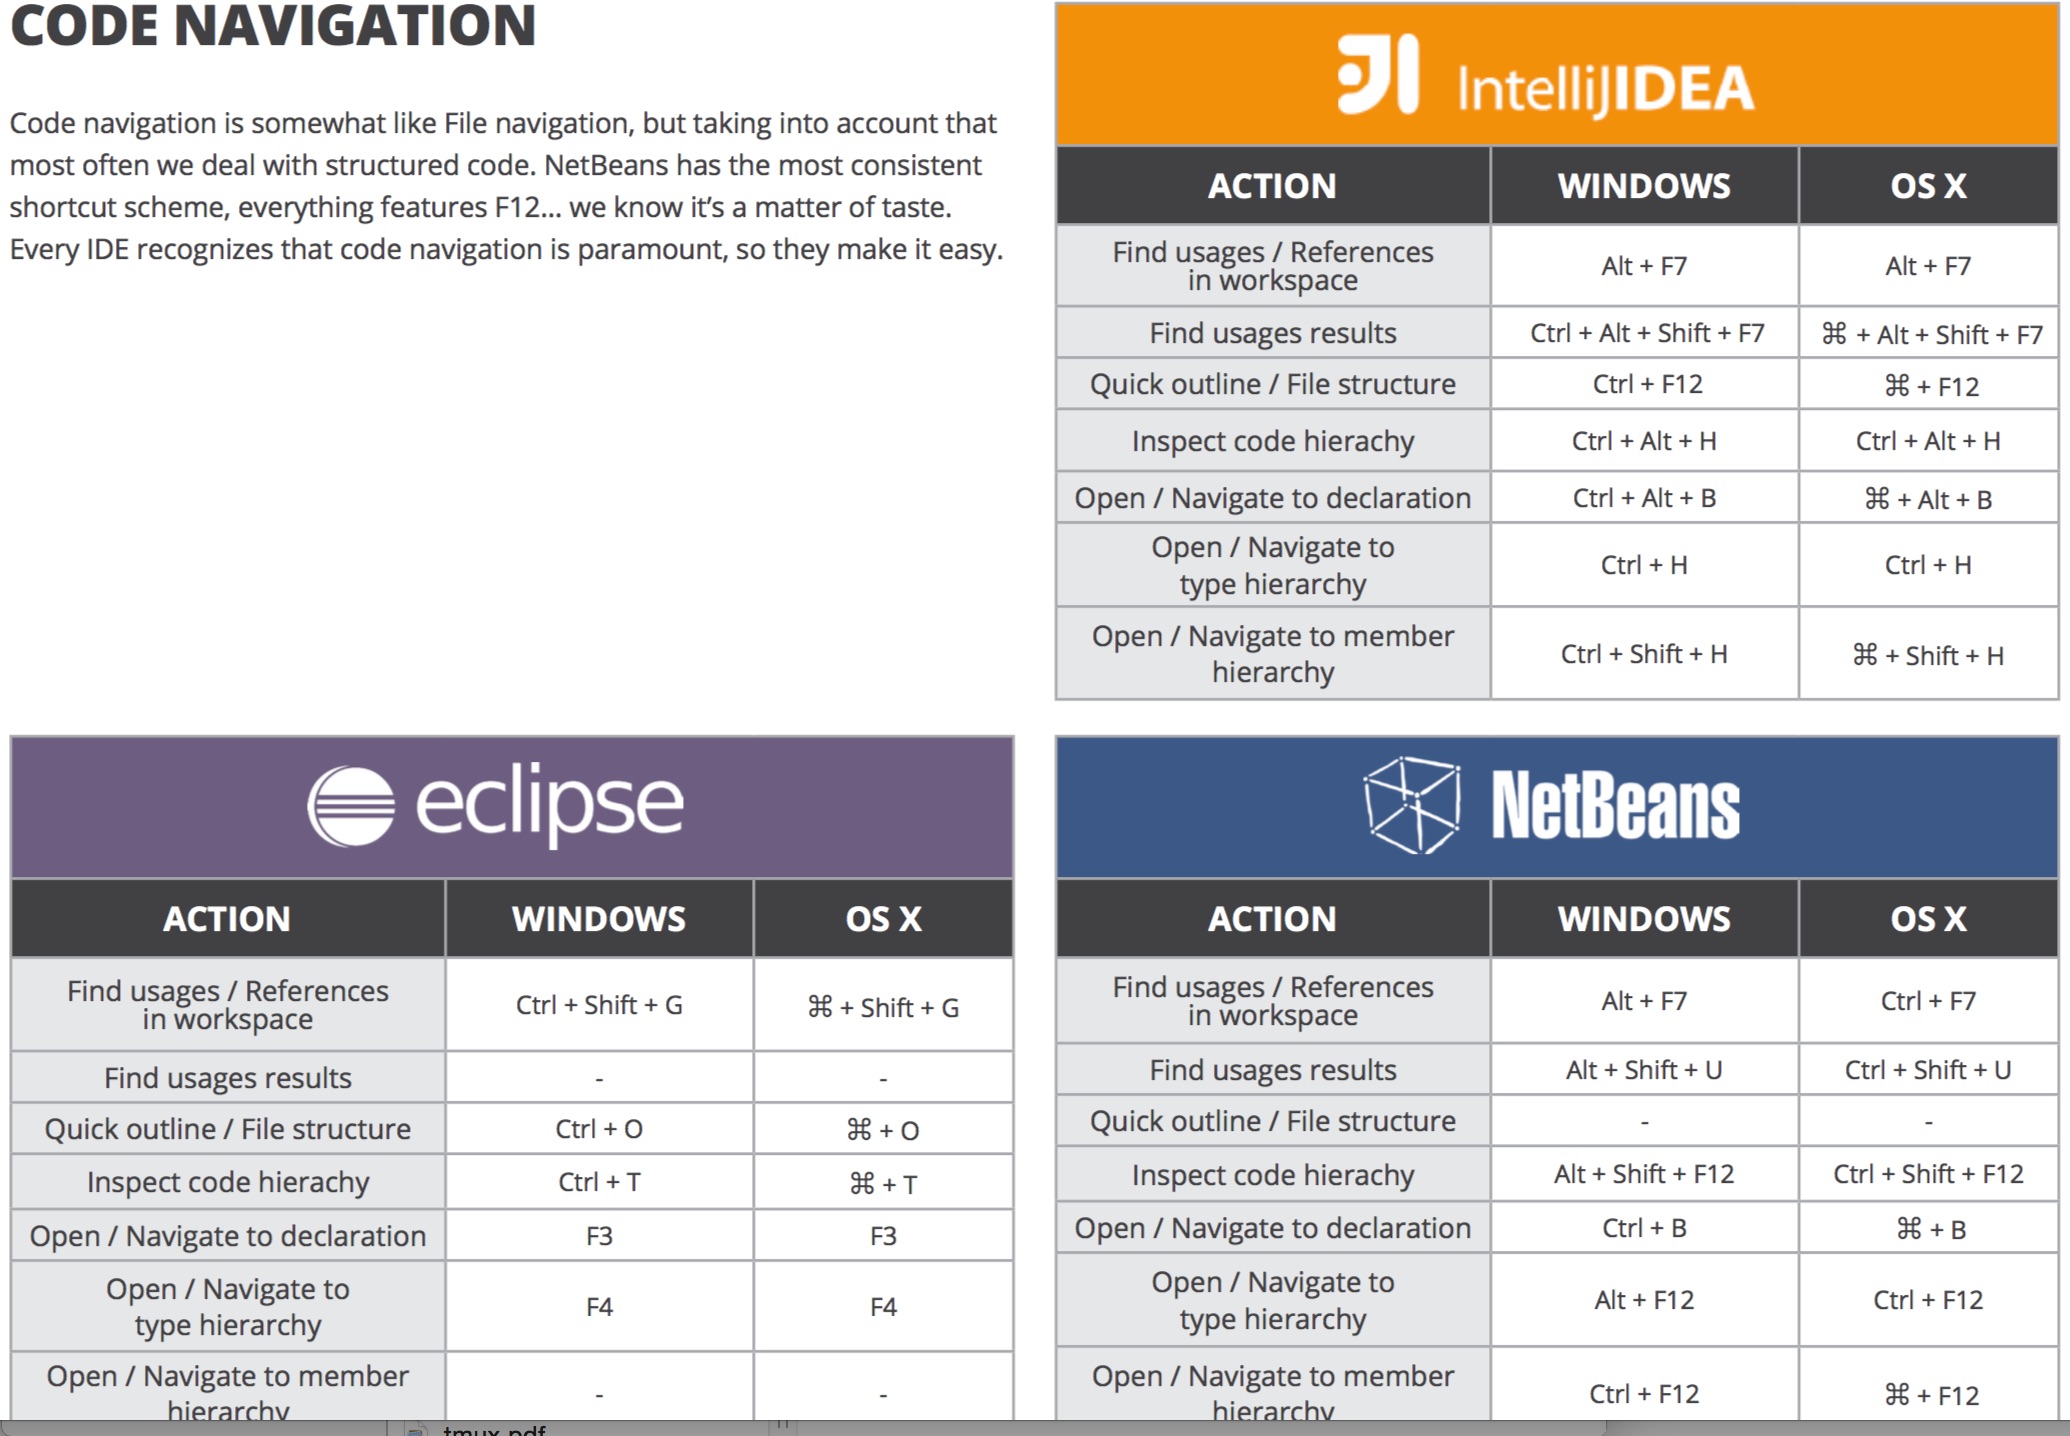 CODE NAVIGATION
Code navigation is somewhat like File navigation, but taking into account that
most often we deal with structured code. NetBeans has the most consistent
shortcut scheme, everything features F12... we know it's a matter of taste.
Every IDE recognizes that code navigation is paramount, so they make it easy.
IntelliJIDEA
ACTION WINDOWS OS X
Find usages / References
in workspace
Alt + F7 Alt + F7
Find usages results Ctrl + Alt + Shift + F7 ⌘ + Alt + Shift + F7
Quick outline / File structure Ctrl + F12 ⌘ + F12
Inspect code hierachy Ctrl + Alt + H Ctrl + Alt + H
Open / Navigate to declaration Ctrl + Alt + B ⌘ + Alt + B
Open / Navigate to
type hierarchy
Ctrl + H Ctrl + H
Open / Navigate to member
hierarchy
Ctrl + Shift + H ⌘ + Shift + H
eclipse
ACTION WINDOWS OS X
Find usages / References
in workspace
Ctrl + Shift + G ⌘ + Shift + G
Find usages results - -
Quick outline / File structure Ctrl + O ⌘ + O
Inspect code hierachy Ctrl + T ⌘ + T
Open / Navigate to declaration F3 F3
Open / Navigate to
type hierarchy
F4 F4
Open / Navigate to member
hierarchy
- -
NetBeans
ACTION WINDOWS OS X
Find usages / References
in workspace
Alt + F7 Ctrl + F7
Find usages results Alt + Shift + U Ctrl + Shift + U
Quick outline / File structure - -
Inspect code hierachy Alt + Shift + F12 Ctrl + Shift + F12
Open / Navigate to declaration Ctrl + B ⌘ + B
Open / Navigate to
type hierarchy
Alt + F12 Ctrl + F12
Open / Navigate to member
hierarchy
Ctrl + F12 ⌘ + F12
tmux.pdf